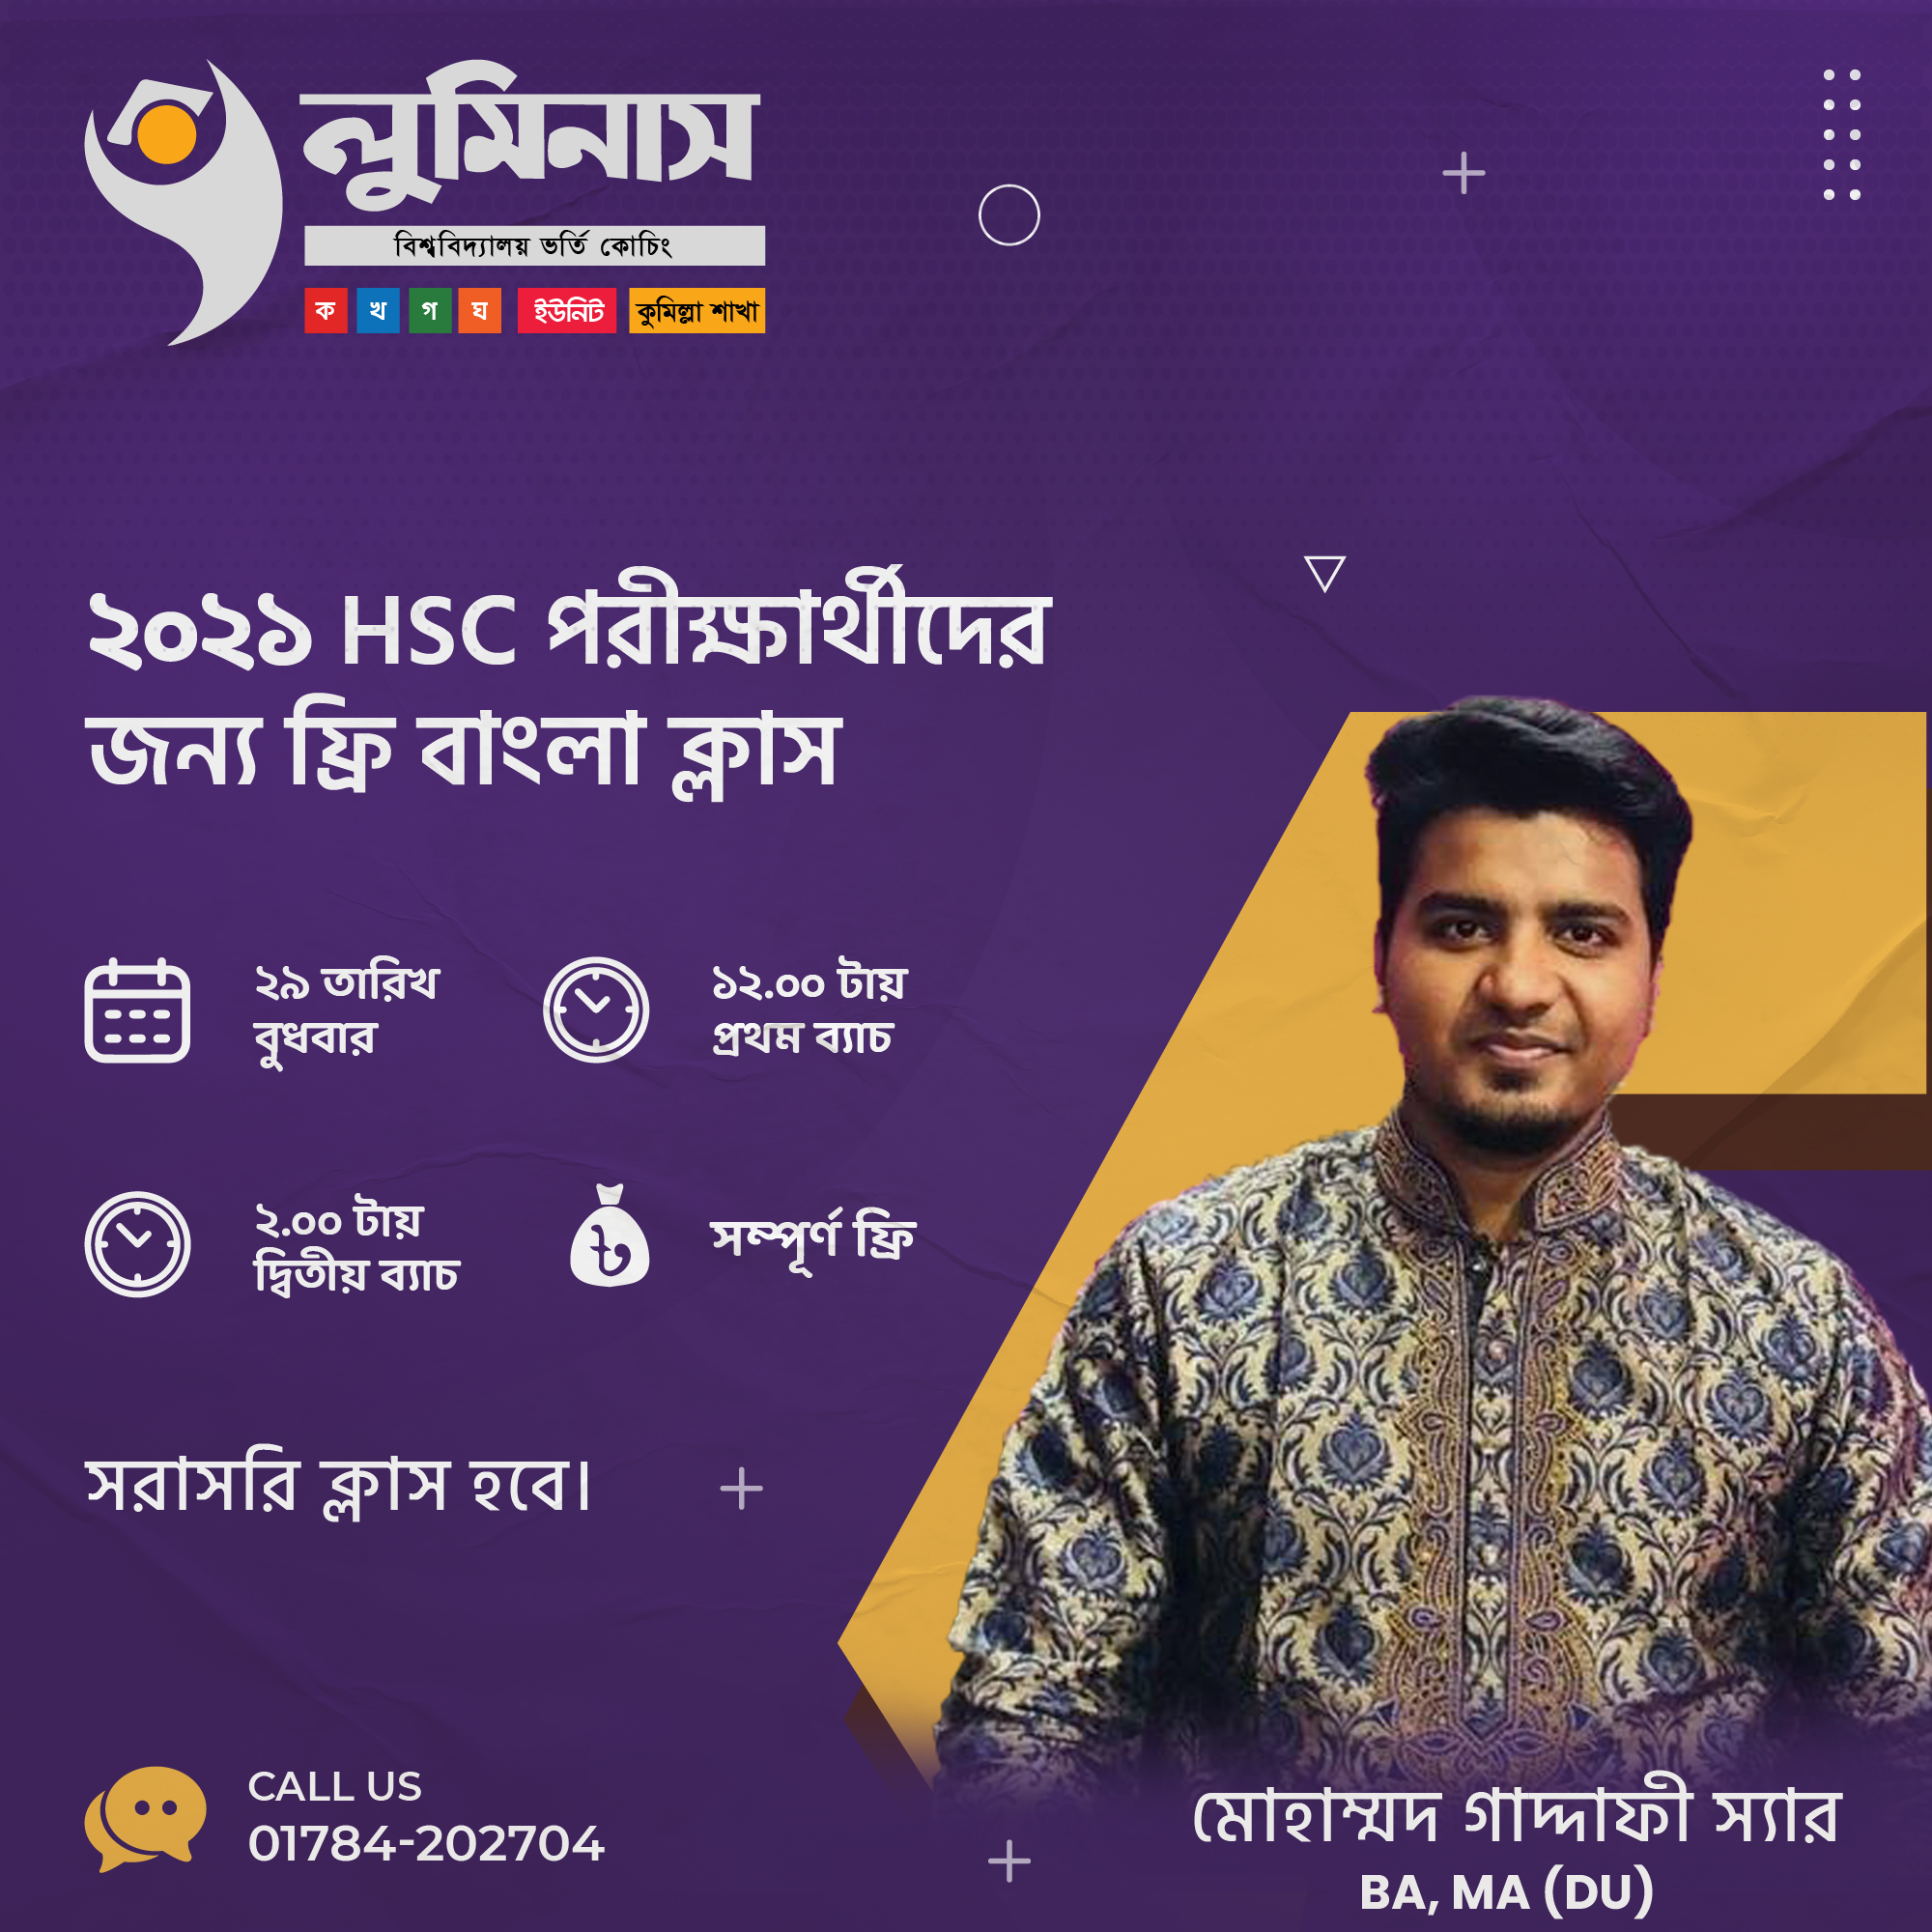 লুমিনাস
বিশ্ববিদ্যালয় ভর্তি কোচিং
ক খ গ ঘ ইউনিট কুমিল্লা শাখা
২০২১ HSC পরীক্ষার্থীদের
জন্য ফ্রি বাংলা ক্লাস
২৯ তারিখ
বুধবার
১২.০০ টায়
প্রথম ব্যাচ
২.০০ টায়
দ্বিতীয় ব্যাচ
৳
সম্পূর্ণ ফ্রি
সরাসরি ক্লাস হবে।
CALL US
01784-202704
মোহাম্মদ গাদ্দাফী স্যার
BA, MA (DU)